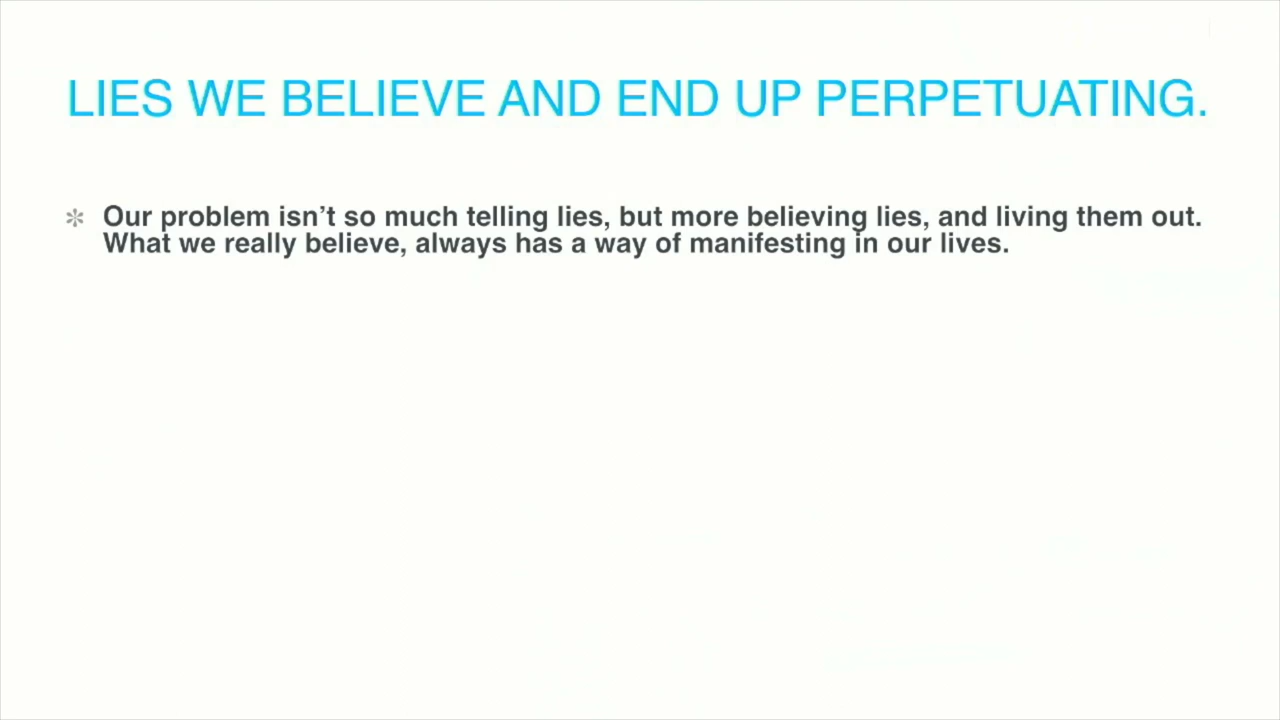 LIES WE BELIEVE AND END UP PERPETUATING.
✻ Our problem isn’t so much telling lies, but more believing lies, and living them out.
What we really believe, always has a way of manifesting in our lives.